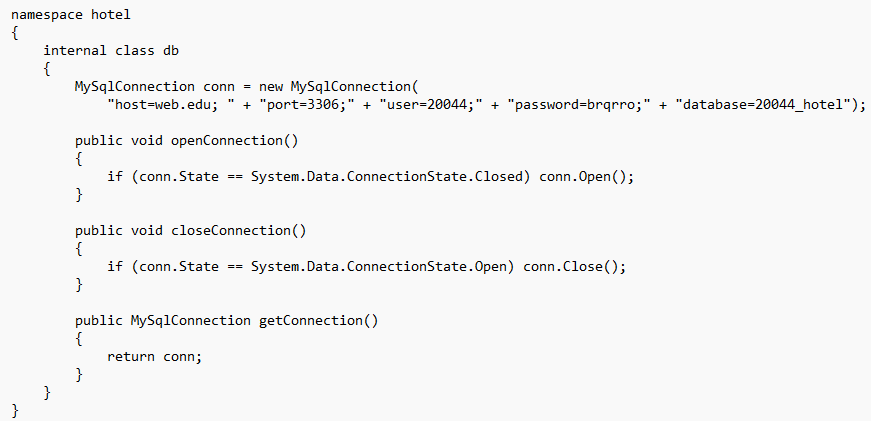 namespace hotel
{
    internal class db
    {
        MySqlConnection conn = new MySqlConnection(
            "host=web.edu; " + "port=3306;" + "user=20044;" + "password=brqrro;" + "database=20044_hotel");

        public void openConnection()
        {
            if (conn.State == System.Data.ConnectionState.Closed) conn.Open();
        }

        public void closeConnection()
        {
            if (conn.State == System.Data.ConnectionState.Open) conn.Close();
        }

        public MySqlConnection getConnection()
        {
            return conn;
        }
    }
}